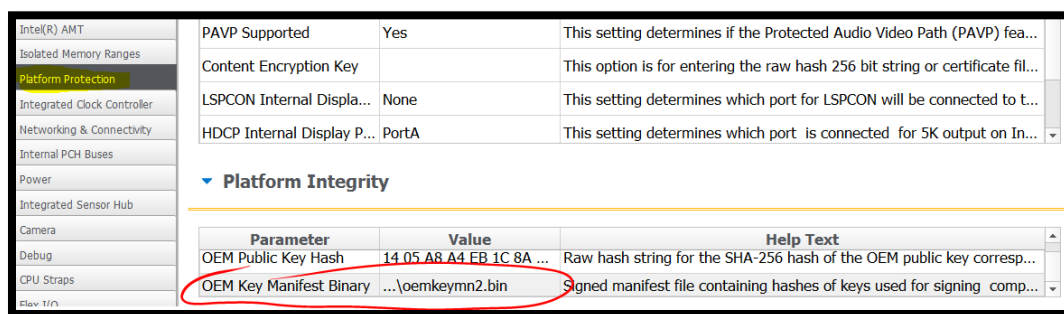 Intel(R) AMT
Isolated Memory Ranges
Platform Protection
Integrated Clock Controller
Networking & Connectivity
Internal PCH Buses
Power
Integrated Sensor Hub
Camera
Debug
CPU Straps
Flex I/O
PAVP Supported Yes This setting determines if the Protected Audio Video Path (PAVP) fea...
Content Encryption Key This option is for entering the raw hash 256 bit string or certificate fil...
LSPCON Internal Displa... None This setting determines which port for LSPCON will be connected to t...
HDCP Internal Display P... PortA This setting determines which port is connected for 5K output on In...
Platform Integrity
Parameter Value Help Text
OEM Public Key Hash 14 05 A8 A4 EB 1C 8A ... Raw hash string for the SHA-256 hash of the OEM public key corresp...
OEM Key Manifest Binary ...\oemkeymn2.bin Signed manifest file containing hashes of keys used for signing comp...